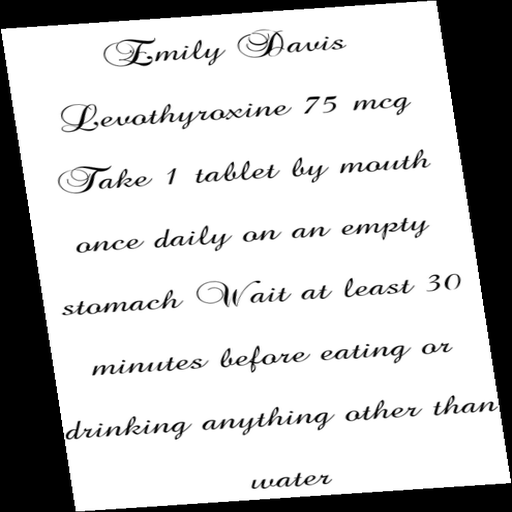 Emily Davis
Levothyroxine 75 mcg
Take 1 tablet by mouth
once daily on an empty
stomach Wait at least 30
minutes before eating or
drinking anything other than
water